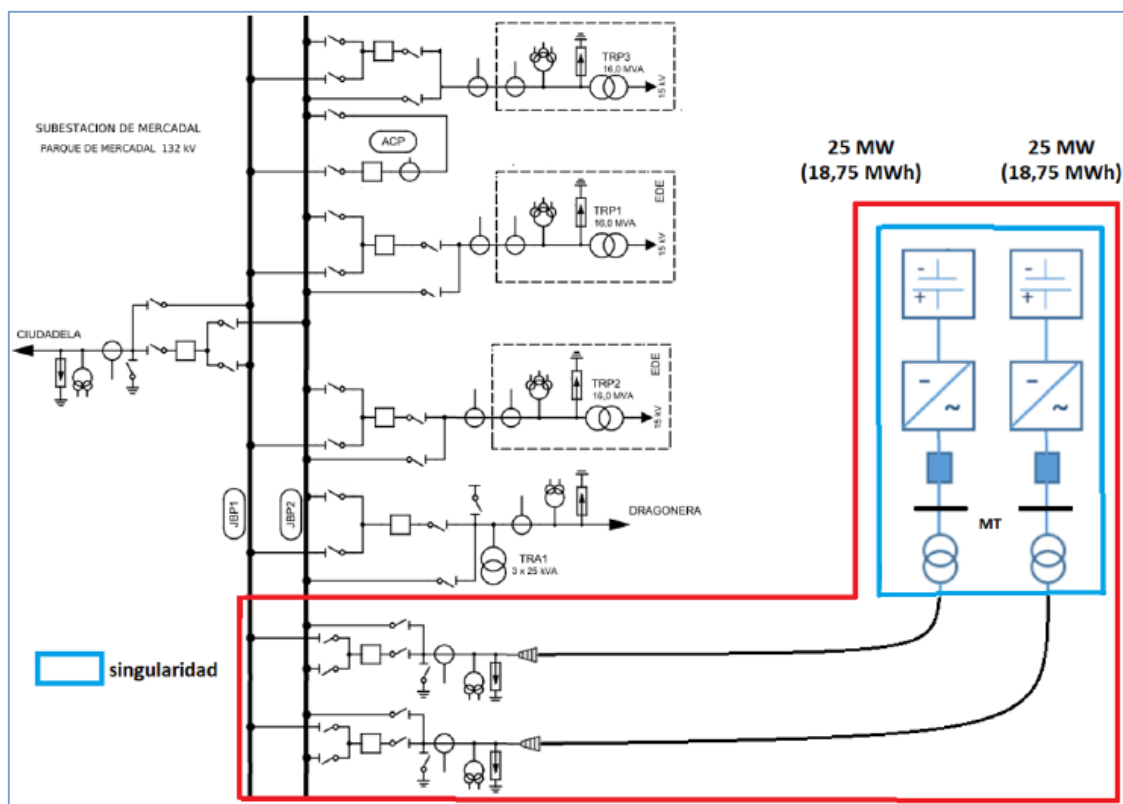 SUBESTACION DE MERCADAL
PARQUE DE MERCADAL 132 kV
TRP3
16,0 MVA
15 kV
ACP
25 MW
(18,75 MWh)
25 MW
(18,75 MWh)
EDE
TRP1
16,0 MVA
15 kV
CIUDADELA
EDE
TRP2
16,0 MVA
15 kV
JBP1
JBP2
DRAGONERA
TRA1
3 x 25 kVA
-
+
-
+
-
~
-
~
MT
singularidad